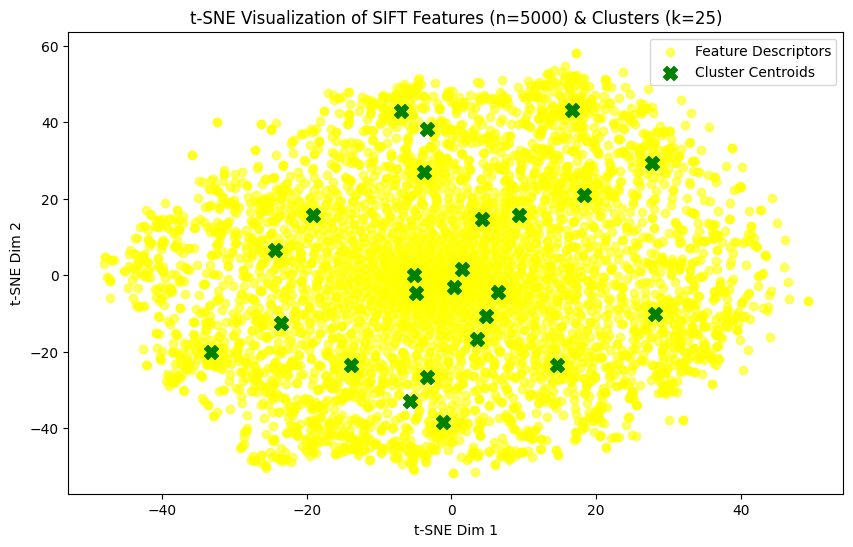 t-SNE Visualization of SIFT Features (n=5000) & Clusters (k=25)
Feature Descriptors
Cluster Centroids
60
40
20
0
−20
−40
t-SNE Dim 2
−40
−20
0
20
40
t-SNE Dim 1